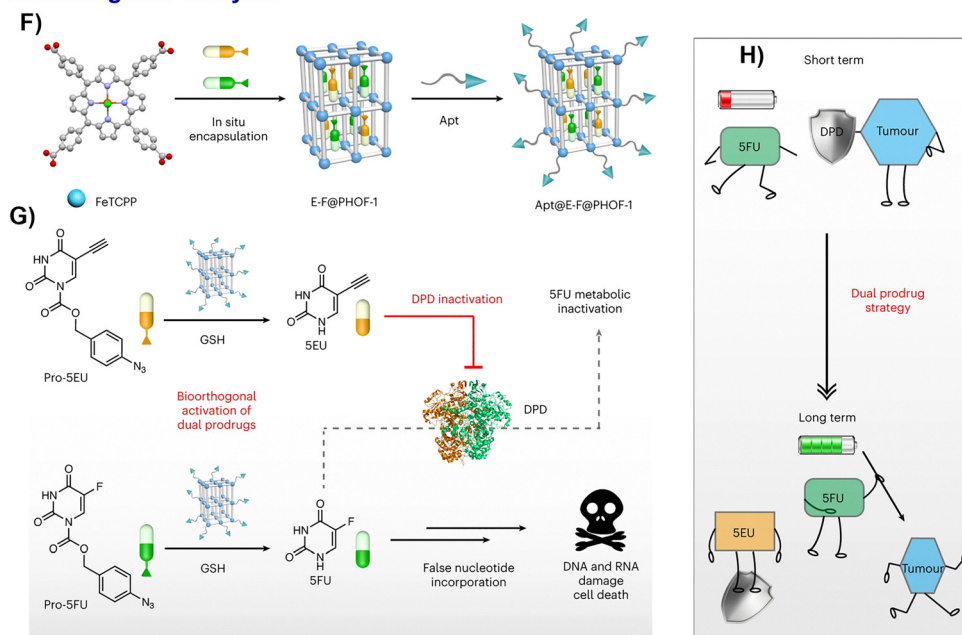 F)
In situ
encapsulation
Apt
FeTCPP
E-F@PHOF-1
Apt@E-F@PHOF-1
G)
O
HN
O
N
O
O
N3
Pro-5EU
GSH
O
HN
O
N
H
5EU
DPD inactivation
5FU metabolic
inactivation
DPD
Bioorthogonal
activation of
dual prodrugs
O
F
HN
O
N
O
O
N3
Pro-5FU
GSH
O
F
HN
O
N
H
5FU
False nucleotide
incorporation
DNA and RNA
damage
cell death
H)
Short term
5FU
DPD
Tumour
Dual prodrug
strategy
Long term
5FU
5EU
Tumour